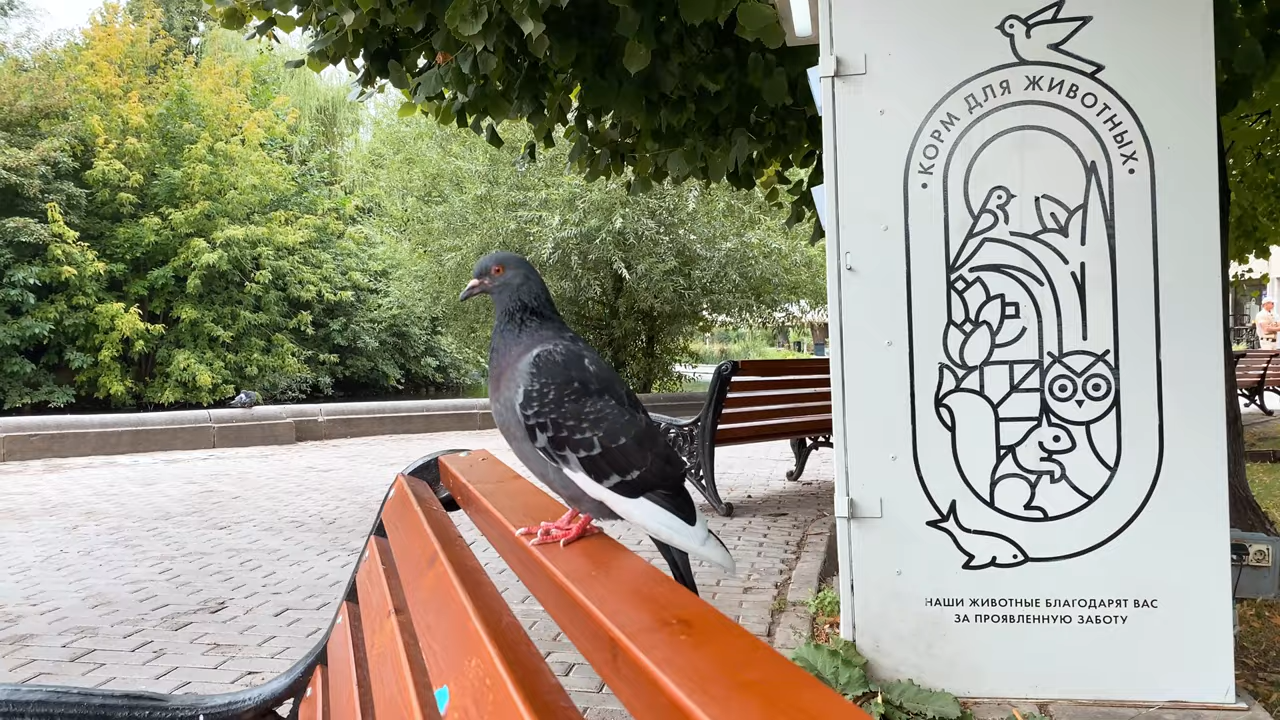 • КОРМ ДЛЯ ЖИВОТНЫХ •
НАШИ ЖИВОТНЫЕ БЛАГОДАРЯТ ВАС
ЗА ПРОЯВЛЕННУЮ ЗАБОТУ